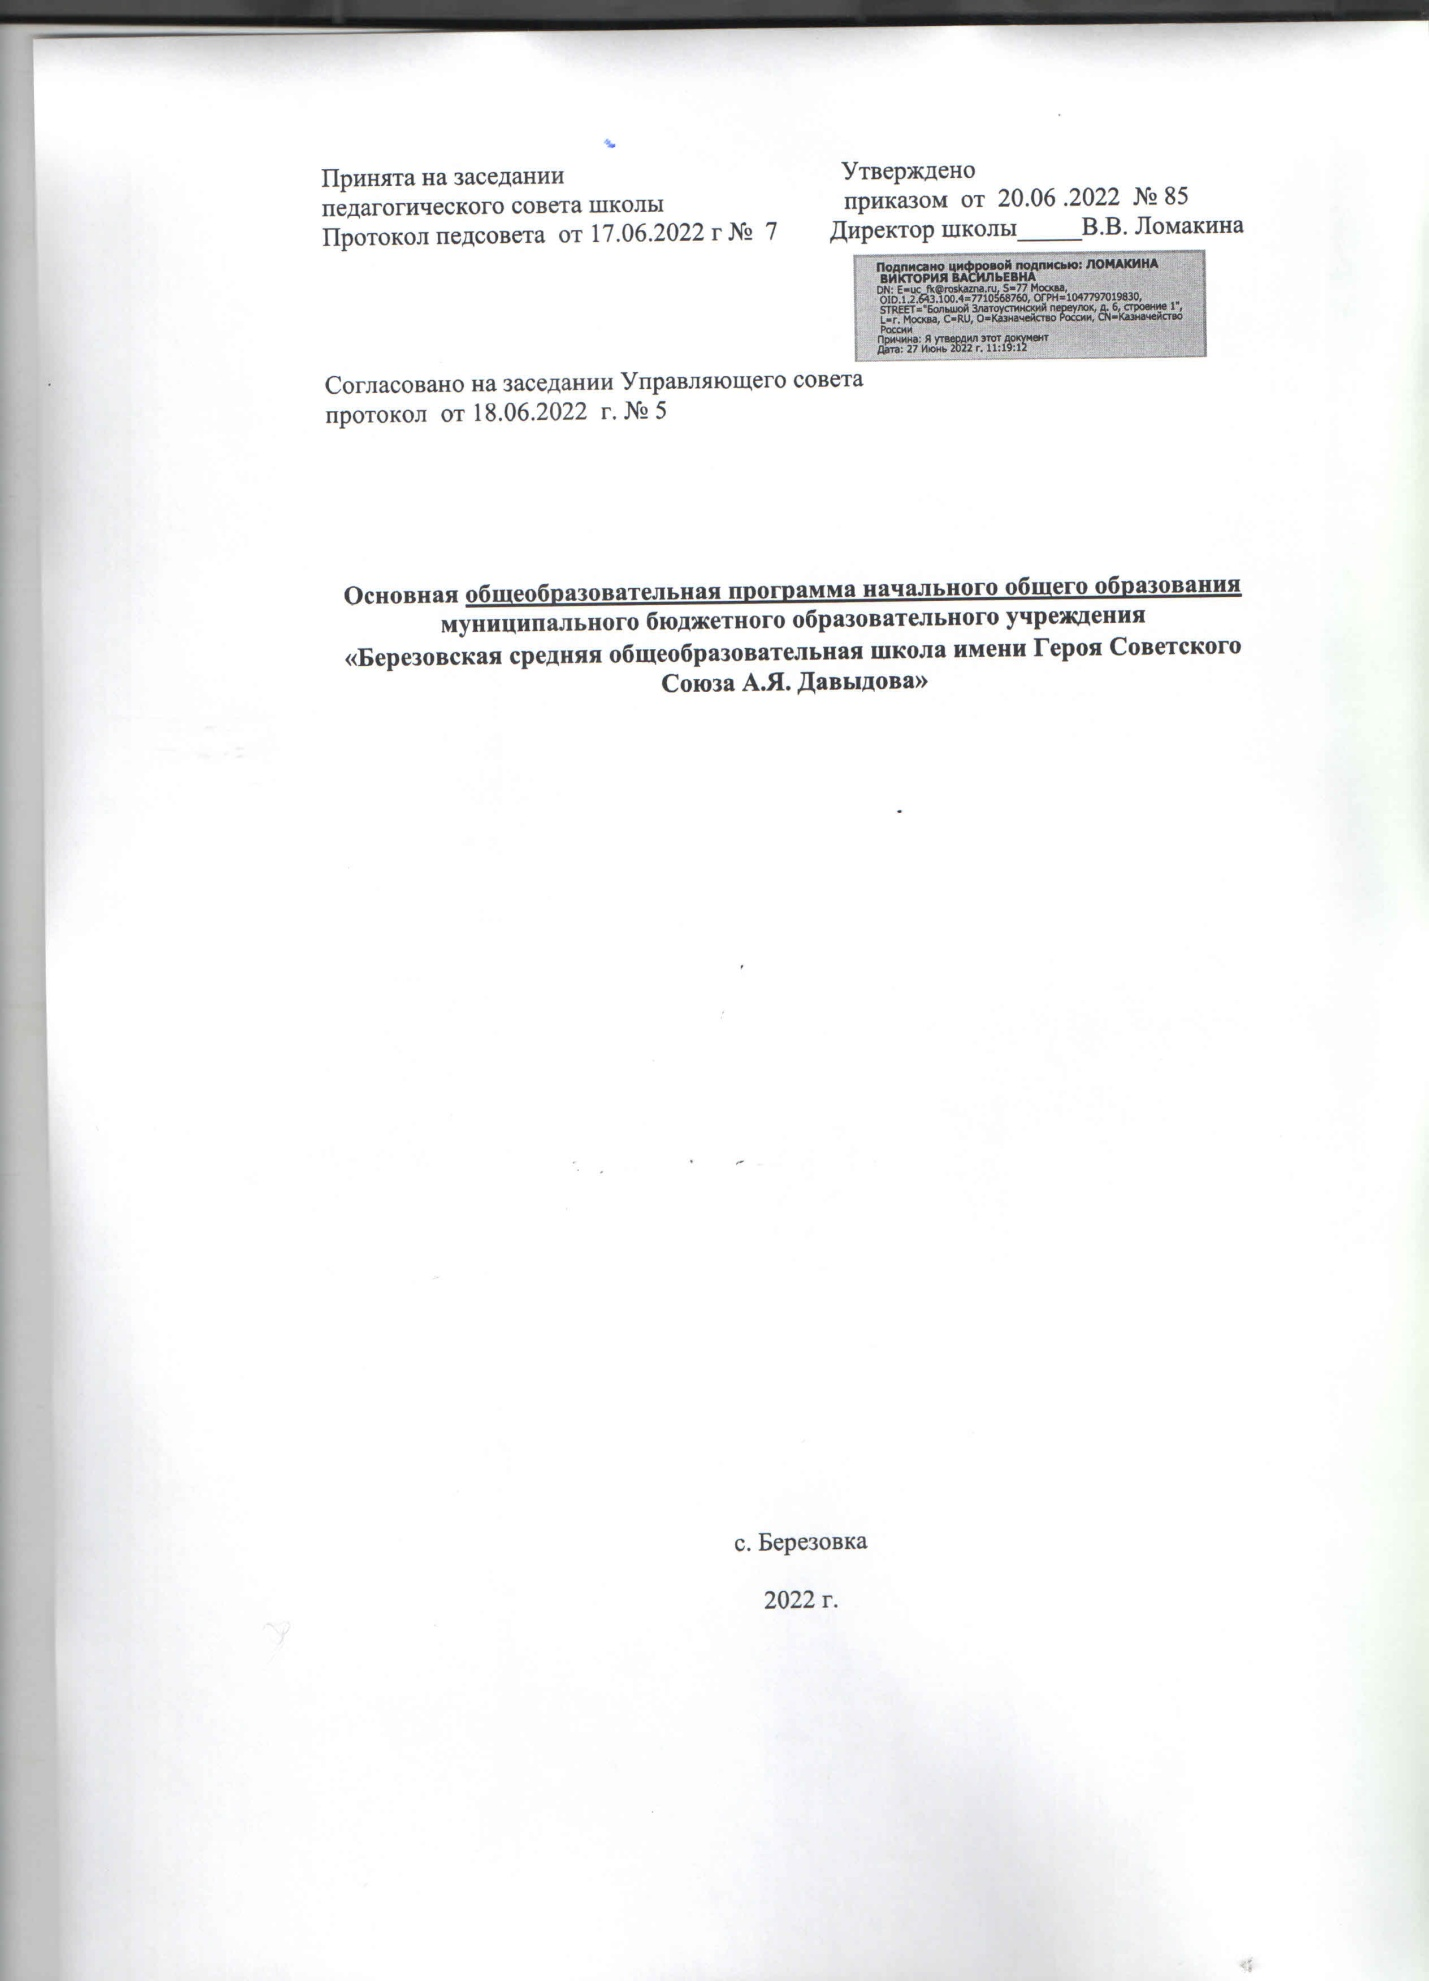 Принята на заседании
педагогического совета школы
Протокол педсовета от 17.06.2022 г № 7
Утверждено
приказом от 20.06 .2022 № 85
Директор школы_____В.В. Ломакина
Подписано цифровой подписью: ЛОМАКИНА
ВИКТОРИЯ ВАСИЛЬЕВНА
DN: E=uc_fk@roskazna.ru, S=77 Москва,
OID.1.2.643.100.4=7710568760, ОГРН=1047797019830,
STREET="Большой Златоустинский переулок, д. 6, строение 1",
L=г. Москва, C=RU, O=Казначейство России, CN=Казначейство
России
Причина: Я утвердил этот документ
Дата: 27 Июнь 2022 г. 11:19:12
Согласовано на заседании Управляющего совета
протокол от 18.06.2022 г. № 5
Основная общеобразовательная программа начального общего образования
муниципального бюджетного образовательного учреждения
«Березовская средняя общеобразовательная школа имени Героя Советского
Союза А.Я. Давыдова»
с. Березовка
2022 г.